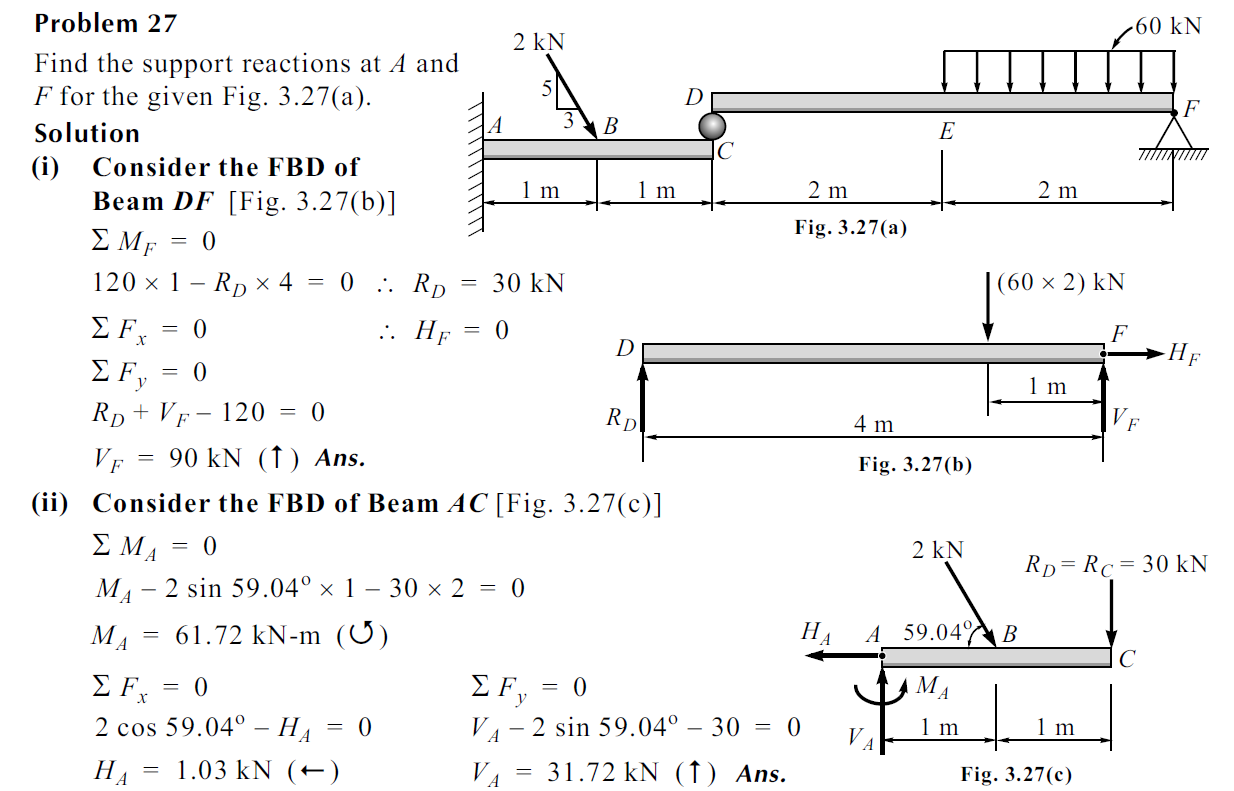 Problem 27
Find the support reactions at A and
F for the given Fig. 3.27(a).
Solution
(i) Consider the FBD of
Beam DF [Fig. 3.27(b)]
Σ M_F = 0
120 × 1 – R_D × 4 = 0 ∴ R_D = 30 kN
Σ F_x = 0 ∴ H_F = 0
Σ F_y = 0
R_D + V_F – 120 = 0
V_F = 90 kN (↑) Ans.
2 kN
5
3
A
B
C
D
E
F
60 kN
1 m
1 m
2 m
2 m
Fig. 3.27(a)
(60 × 2) kN
D
F
H_F
1 m
R_D
V_F
4 m
Fig. 3.27(b)
(ii) Consider the FBD of Beam AC [Fig. 3.27(c)]
Σ M_A = 0
M_A – 2 sin 59.04° × 1 – 30 × 2 = 0
M_A = 61.72 kN-m (↺)
Σ F_x = 0
2 cos 59.04° – H_A = 0
H_A = 1.03 kN (←)
Σ F_y = 0
V_A – 2 sin 59.04° – 30 = 0
V_A = 31.72 kN (↑) Ans.
2 kN
R_D = R_C = 30 kN
H_A
A
59.04°
B
C
M_A
V_A
1 m
1 m
Fig. 3.27(c)